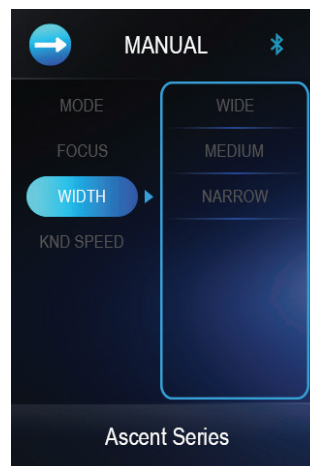 MANUAL
MODE
FOCUS
WIDTH
KND SPEED
WIDE
MEDIUM
NARROW
Ascent Series